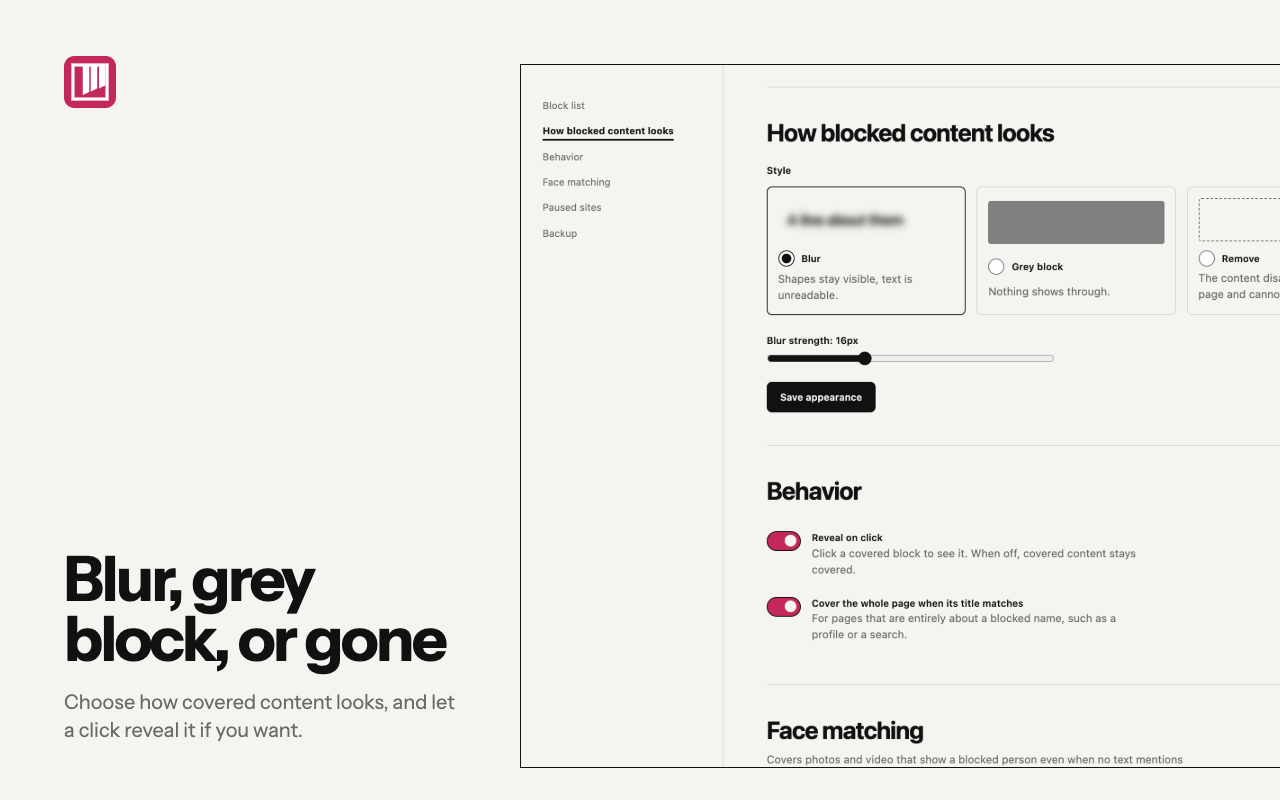 Block list
How blocked content looks
Behavior
Face matching
Paused sites
Backup
How blocked content looks
Style
A line about them
Blur
Shapes stay visible, text is
unreadable.
Grey block
Nothing shows through.
Remove
The content
page and
Blur strength: 16px
Save appearance
Behavior
Reveal on click
Click a covered block to see it. When off, covered content stays
covered.
Cover the whole page when its title matches
For pages that are entirely about a blocked name, such as a
profile or a search.
Face matching
Covers photos and video that show a blocked person even when no text mentions
Blur, grey
block, or gone
Choose how covered content looks, and let
a click reveal it if you want.